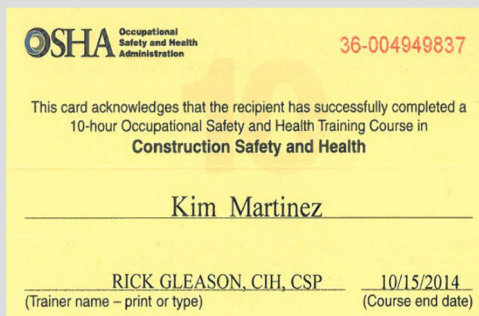 OSHA Occupational
Safety and Health
Administration
36-004949837
10
This card acknowledges that the recipient has successfully completed a
10-hour Occupational Safety and Health Training Course in
Construction Safety and Health
Kim Martinez
RICK GLEASON, CIH, CSP 10/15/2014
(Trainer name – print or type) (Course end date)